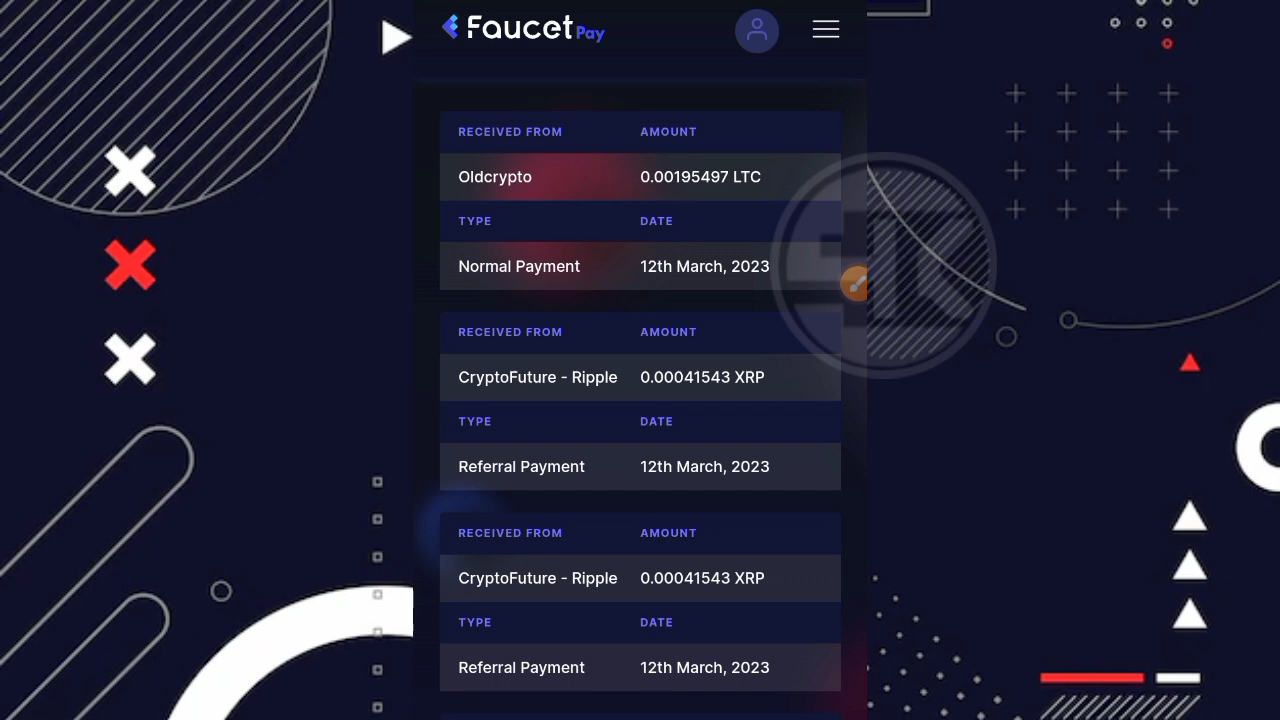 Faucet Pay
RECEIVED FROM AMOUNT
Oldcrypto 0.00195497 LTC
TYPE DATE
Normal Payment 12th March, 2023
RECEIVED FROM AMOUNT
CryptoFuture - Ripple 0.00041543 XRP
TYPE DATE
Referral Payment 12th March, 2023
RECEIVED FROM AMOUNT
CryptoFuture - Ripple 0.00041543 XRP
TYPE DATE
Referral Payment 12th March, 2023